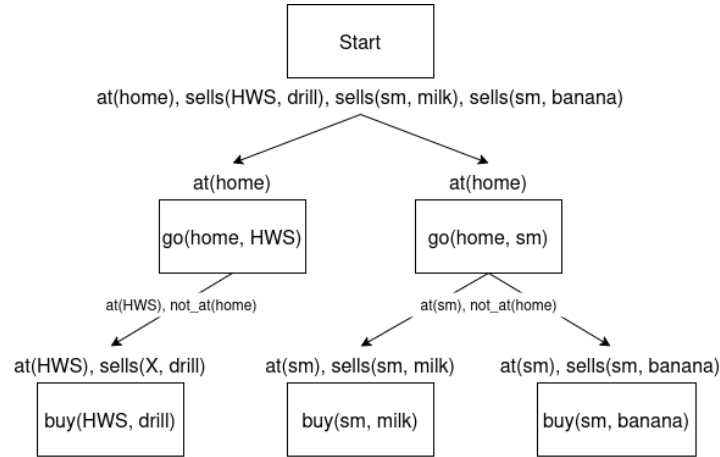 Start
at(home), sells(HWS, drill), sells(sm, milk), sells(sm, banana)
at(home)
at(home)
go(home, HWS)
go(home, sm)
at(HWS), not_at(home)
at(sm), not_at(home)
at(HWS), sells(X, drill)
at(sm), sells(sm, milk)
at(sm), sells(sm, banana)
buy(HWS, drill)
buy(sm, milk)
buy(sm, banana)